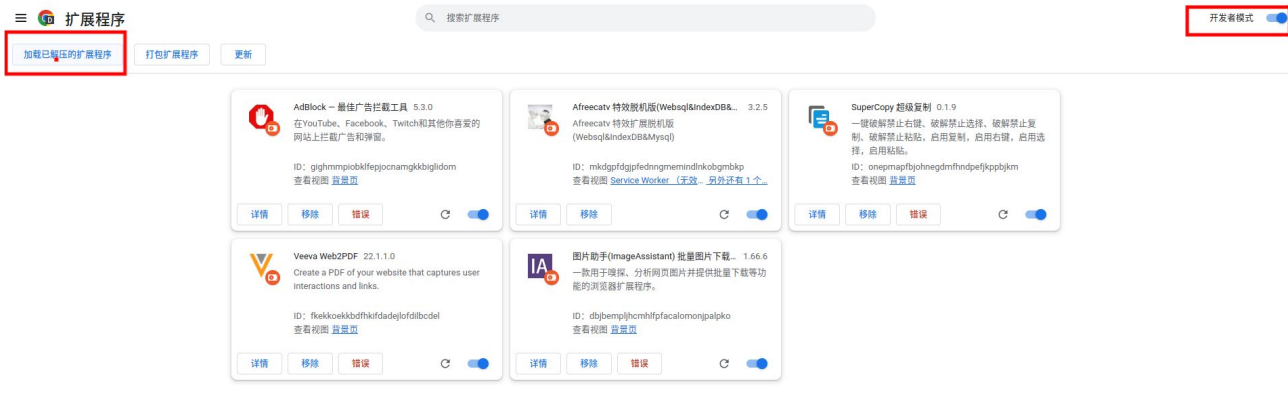 扩展程序
搜索扩展程序
开发者模式
加载已解压的扩展程序
打包扩展程序
更新
AdBlock — 最佳广告拦截工具 5.3.0
在YouTube、Facebook、Twitch和其他你喜爱的
网站上拦截广告和弹窗。
ID：gighmmpiobklfepjocnamgkkbiglidom
查看视图 背景页
详情 移除 错误
Afreecatv 特效脱机版(Websql&IndexDB&... 3.2.5
Afreecatv 特效扩展脱机版
(Websql&IndexDB&Mysql)
ID：mkdgpfdgjpfednngmemindlnkobgmbkp
查看视图 Service Worker （无效... 另外还有 1 个...
详情 移除
SuperCopy 超级复制 0.1.9
一键破解禁止右键、破解禁止选择、破解禁止复
制、破解禁止粘贴，启用复制，启用右键，启用选
择，启用粘贴。
ID：onepmapfbjohnegdmfhndpefjkppbjkm
查看视图 背景页
详情 移除 错误
Veeva Web2PDF 22.1.1.0
Create a PDF of your website that captures user
interactions and links.
ID：fkekkoekkbdfhkifdadejlofdilbcdel
查看视图 背景页
详情 移除 错误
IA
图片助手(ImageAssistant) 批量图片下载... 1.66.6
一款用于嗅探、分析网页图片并提供批量下载等功
能的浏览器扩展程序。
ID：dbjbempljhcmhlfpfacalomonjpalpko
查看视图 背景页
详情 移除 错误